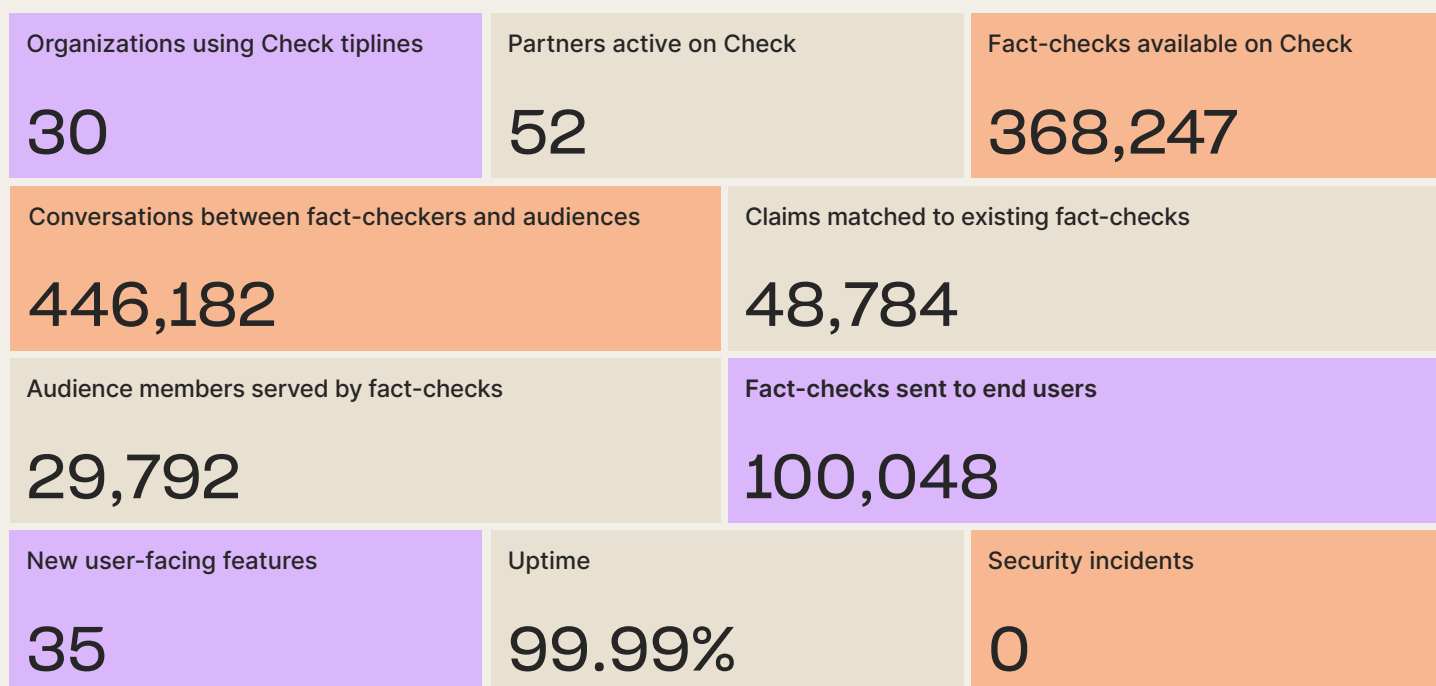 Organizations using Check tiplines
30
Partners active on Check
52
Fact-checks available on Check
368,247
Conversations between fact-checkers and audiences
446,182
Claims matched to existing fact-checks
48,784
Audience members served by fact-checks
29,792
Fact-checks sent to end users
100,048
New user-facing features
35
Uptime
99.99%
Security incidents
0